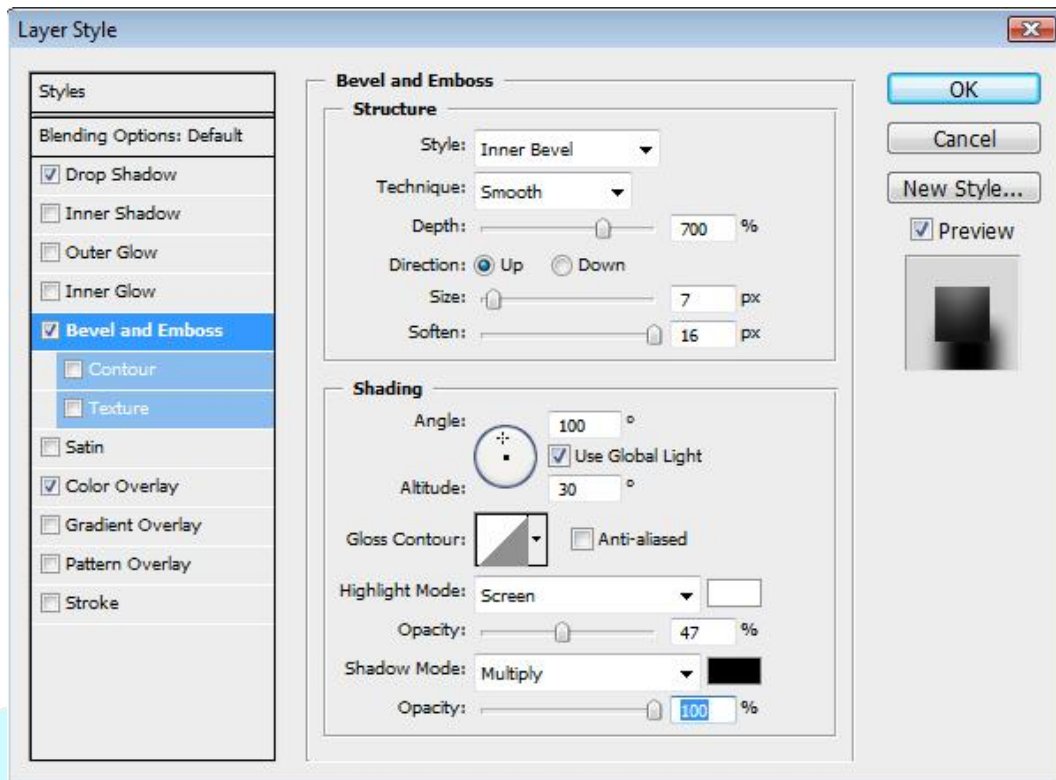 Layer Style
Styles
Blending Options: Default
Drop Shadow
Inner Shadow
Outer Glow
Inner Glow
Bevel and Emboss
Contour
Texture
Satin
Color Overlay
Gradient Overlay
Pattern Overlay
Stroke
Bevel and Emboss
Structure
Style: Inner Bevel
Technique: Smooth
Depth: 700 %
Direction: Up Down
Size: 7 px
Soften: 16 px
Shading
Angle: 100 °
Use Global Light
Altitude: 30 °
Gloss Contour: Anti-aliased
Highlight Mode: Screen
Opacity: 47 %
Shadow Mode: Multiply
Opacity: 100 %
OK
Cancel
New Style...
Preview